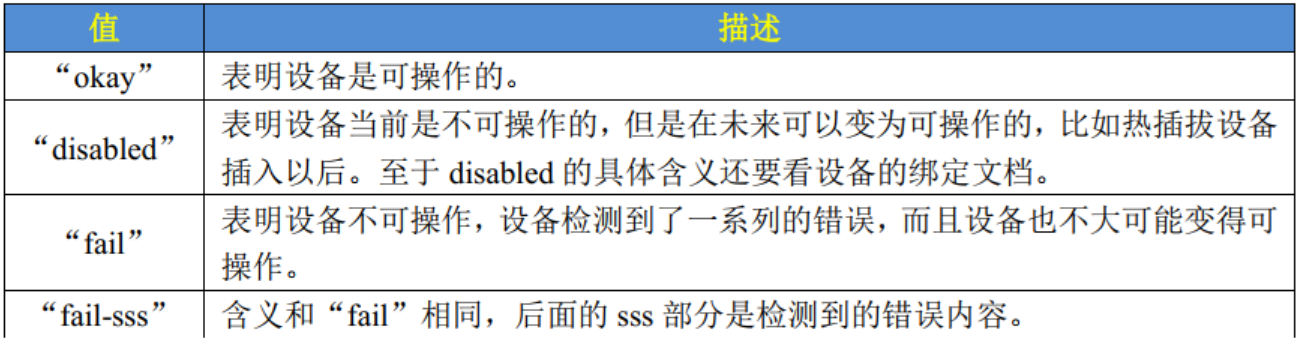 值 描述
“okay” 表明设备是可操作的。
“disabled” 表明设备当前是不可操作的，但是在未来可以变为可操作的，比如热插拔设备
插入以后。至于 disabled 的具体含义还要看设备的绑定文档。
“fail” 表明设备不可操作，设备检测到了一系列的错误，而且设备也不大可能变得可
操作。
“fail-sss” 含义和“fail”相同，后面的 sss 部分是检测到的错误内容。